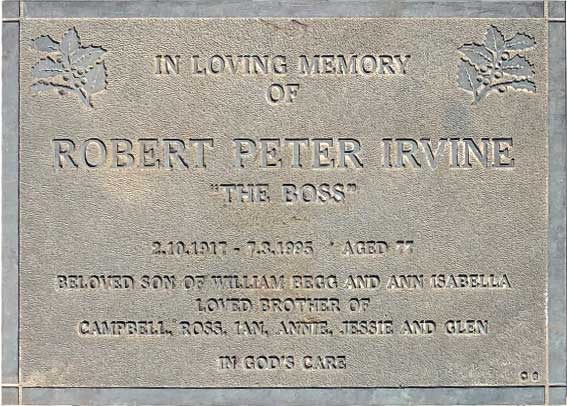 IN LOVING MEMORY
OF
ROBERT PETER IRVINE
"THE BOSS"
2.10.1917 - 7.3.1995 AGED 77
BELOVED SON OF WILLIAM BEGG AND ANN ISABELLA
LOVED BROTHER OF
CAMPBELL, ROSS, IAN, ANNIE, JESSIE AND GLEN
IN GOD'S CARE